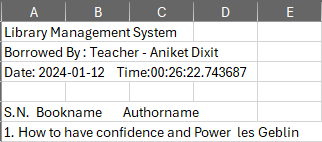 A B C D E
Library Management System
Borrowed By : Teacher - Aniket Dixit
Date: 2024-01-12 Time:00:26:22.743687
S.N. Bookname Authorname
1. How to have confidence and Power les Geblin